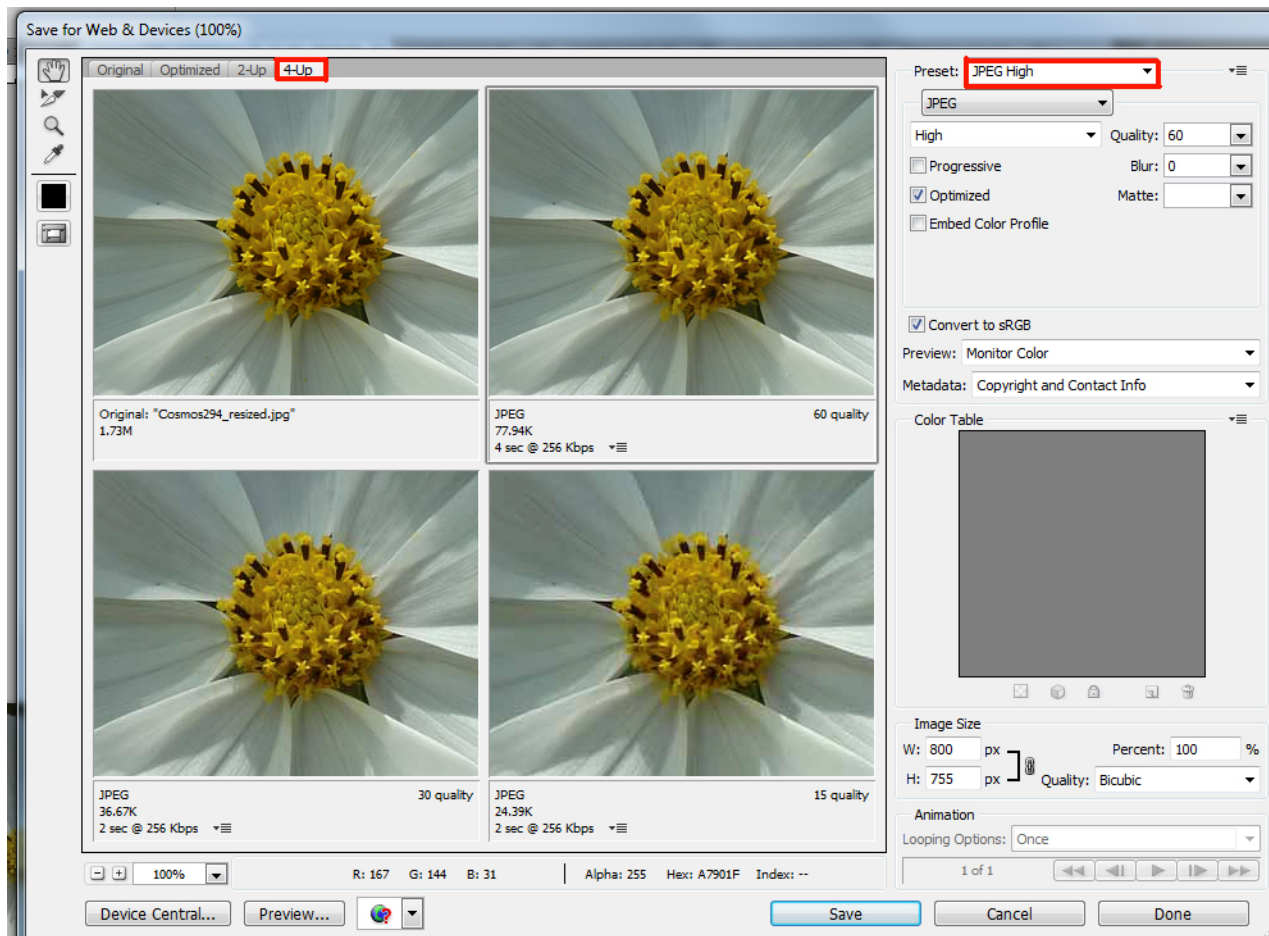 Save for Web & Devices (100%)
Original Optimized 2-Up 4-Up
Original: "Cosmos294_resized.jpg"
1.73M
JPEG 60 quality
77.94K
4 sec @ 256 Kbps
JPEG 30 quality
36.67K
2 sec @ 256 Kbps
JPEG 15 quality
24.39K
2 sec @ 256 Kbps
100% R: 167 G: 144 B: 31 Alpha: 255 Hex: A7901F Index: --
Device Central... Preview... Save Cancel Done
Preset: JPEG High
JPEG
High Quality: 60
Progressive Blur: 0
Optimized Matte:
Embed Color Profile
Convert to sRGB
Preview: Monitor Color
Metadata: Copyright and Contact Info
Color Table
Image Size
W: 800 px Percent: 100 %
H: 755 px Quality: Bicubic
Animation
Looping Options: Once
1 of 1